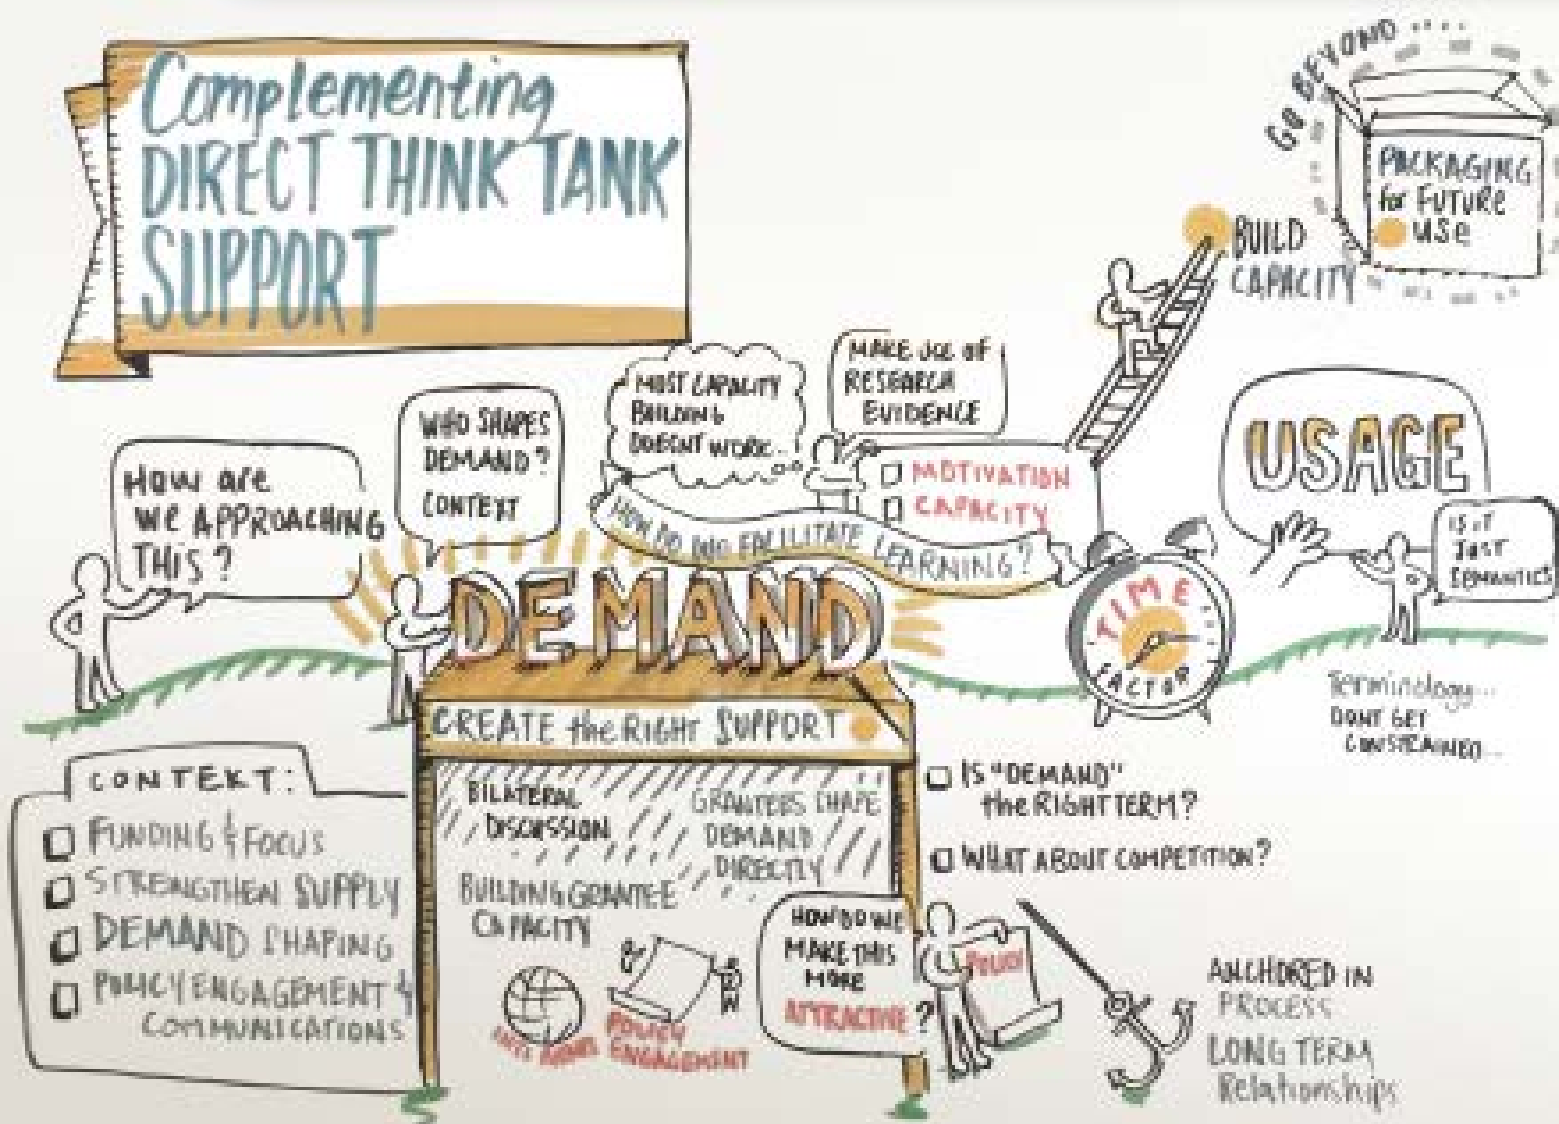 Complementing
DIRECT THINK TANK
SUPPORT
GO BEYOND ....
PACKAGING
for FUTURE
USE
BUILD
CAPACITY
HOW are
WE APPROACHING
THIS?
WHO SHAPES
DEMAND?
CONTEXT
MOST CAPACITY
BUILDING
DOESNT WORK...
MAKE USE OF
RESEARCH
EVIDENCE
MOTIVATION
CAPACITY
HOW DO WE FACILITATE LEARNING?
DEMAND
CREATE the RIGHT SUPPORT
TIME
FACTOR
USAGE
IS IT
JUST
SEMANTICS
Terminology...
DONT GET
CONSTRAINED...
CONTEXT:
FUNDING & FOCUS
STRENGTHEN SUPPLY
DEMAND SHAPING
POLICY ENGAGEMENT &
COMMUNICATIONS
BILATERAL
DISCUSSION
GRANTEES SHAPE
DEMAND
DIRECTLY
BUILDING GRANTEE
CAPACITY
POLICY
ENGAGEMENT
HOW DO WE
MAKE THIS
MORE
ATTRACTIVE?
POLICY
IS "DEMAND"
the RIGHT TERM?
WHAT ABOUT COMPETITION?
ANCHORED IN
PROCESS
LONG TERM
Relationships